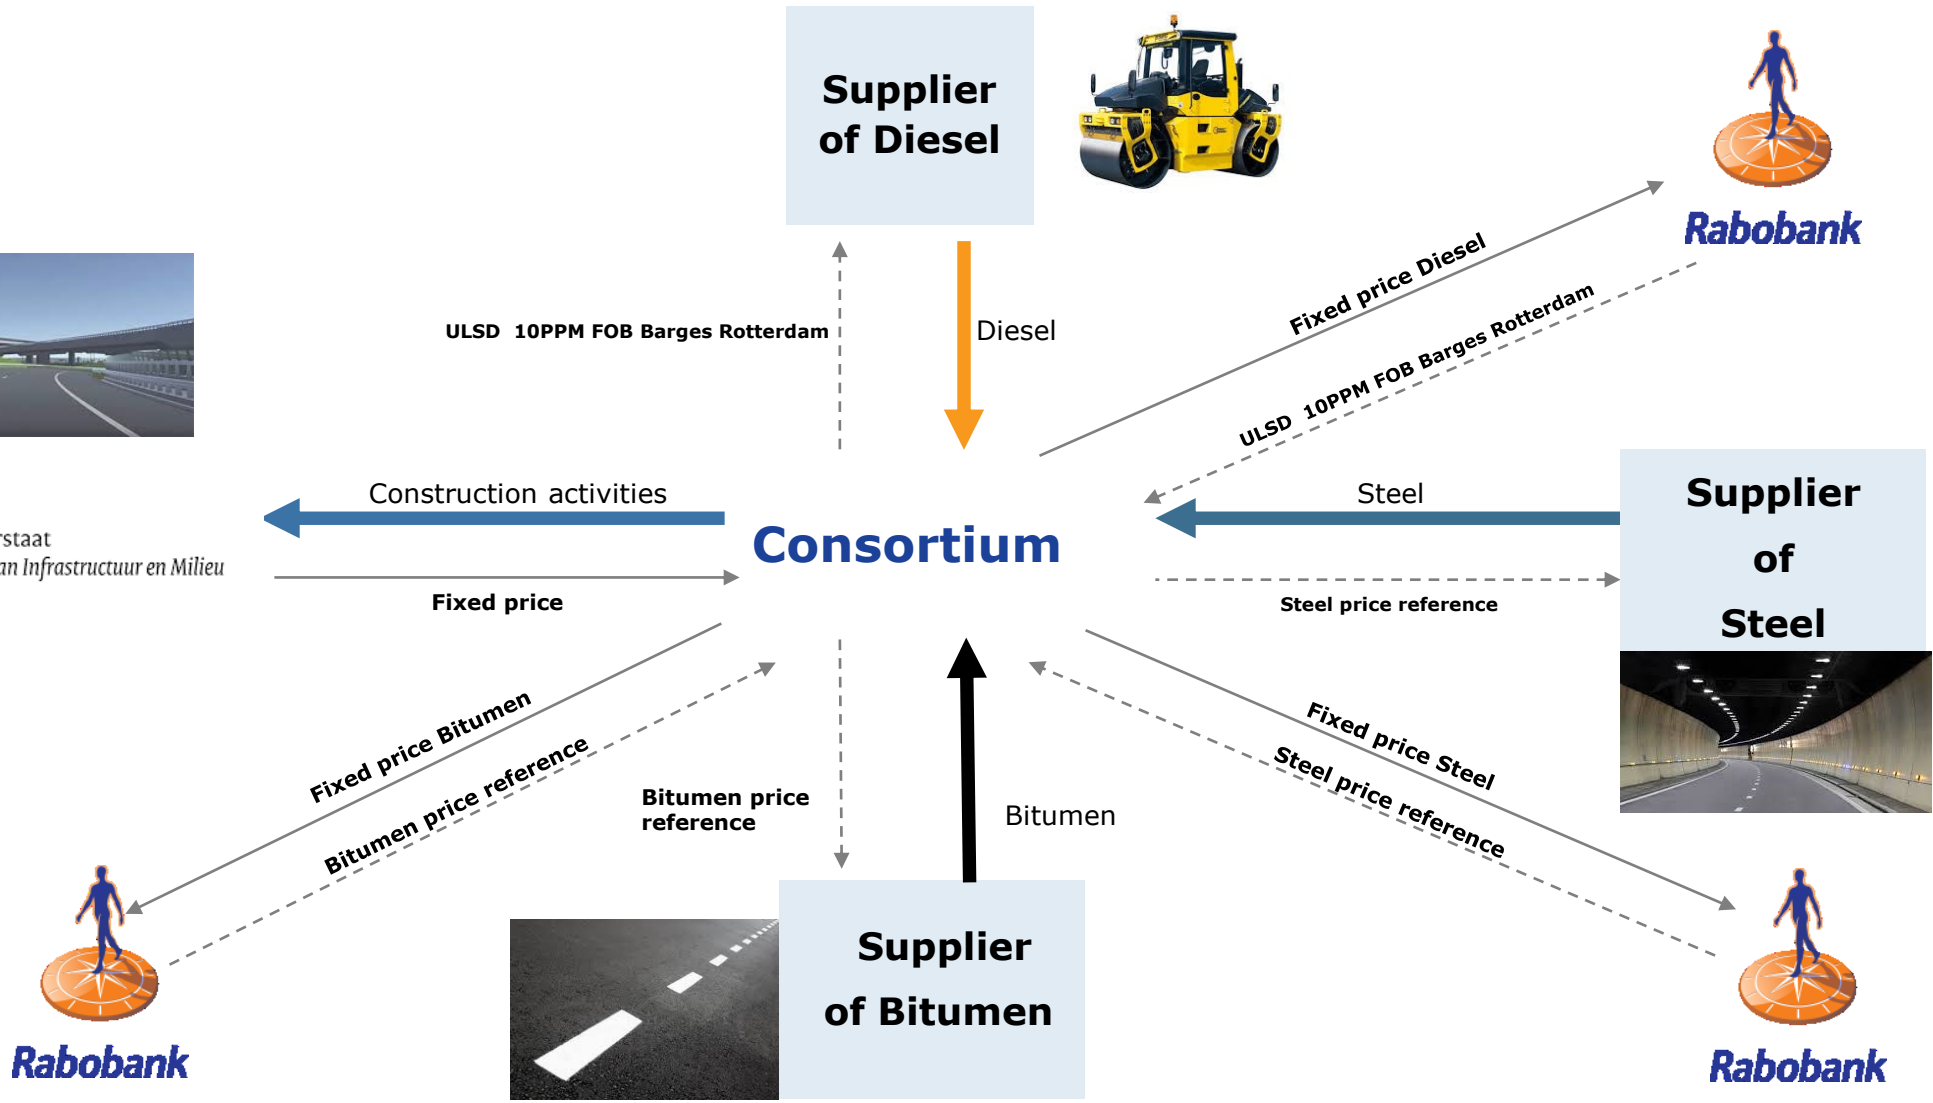 Supplier
of Diesel
Rabobank
Fixed price Diesel
ULSD 10PPM FOB Barges Rotterdam
ULSD 10PPM FOB Barges Rotterdam
Diesel
Construction activities
Steel
Supplier
of
Steel
Consortium
rstaat
an Infrastructuur en Milieu
Fixed price
Steel price reference
Fixed price Bitumen
Bitumen price reference
Bitumen price
reference
Bitumen
Fixed price Steel
Steel price reference
Supplier
of Bitumen
Rabobank
Rabobank